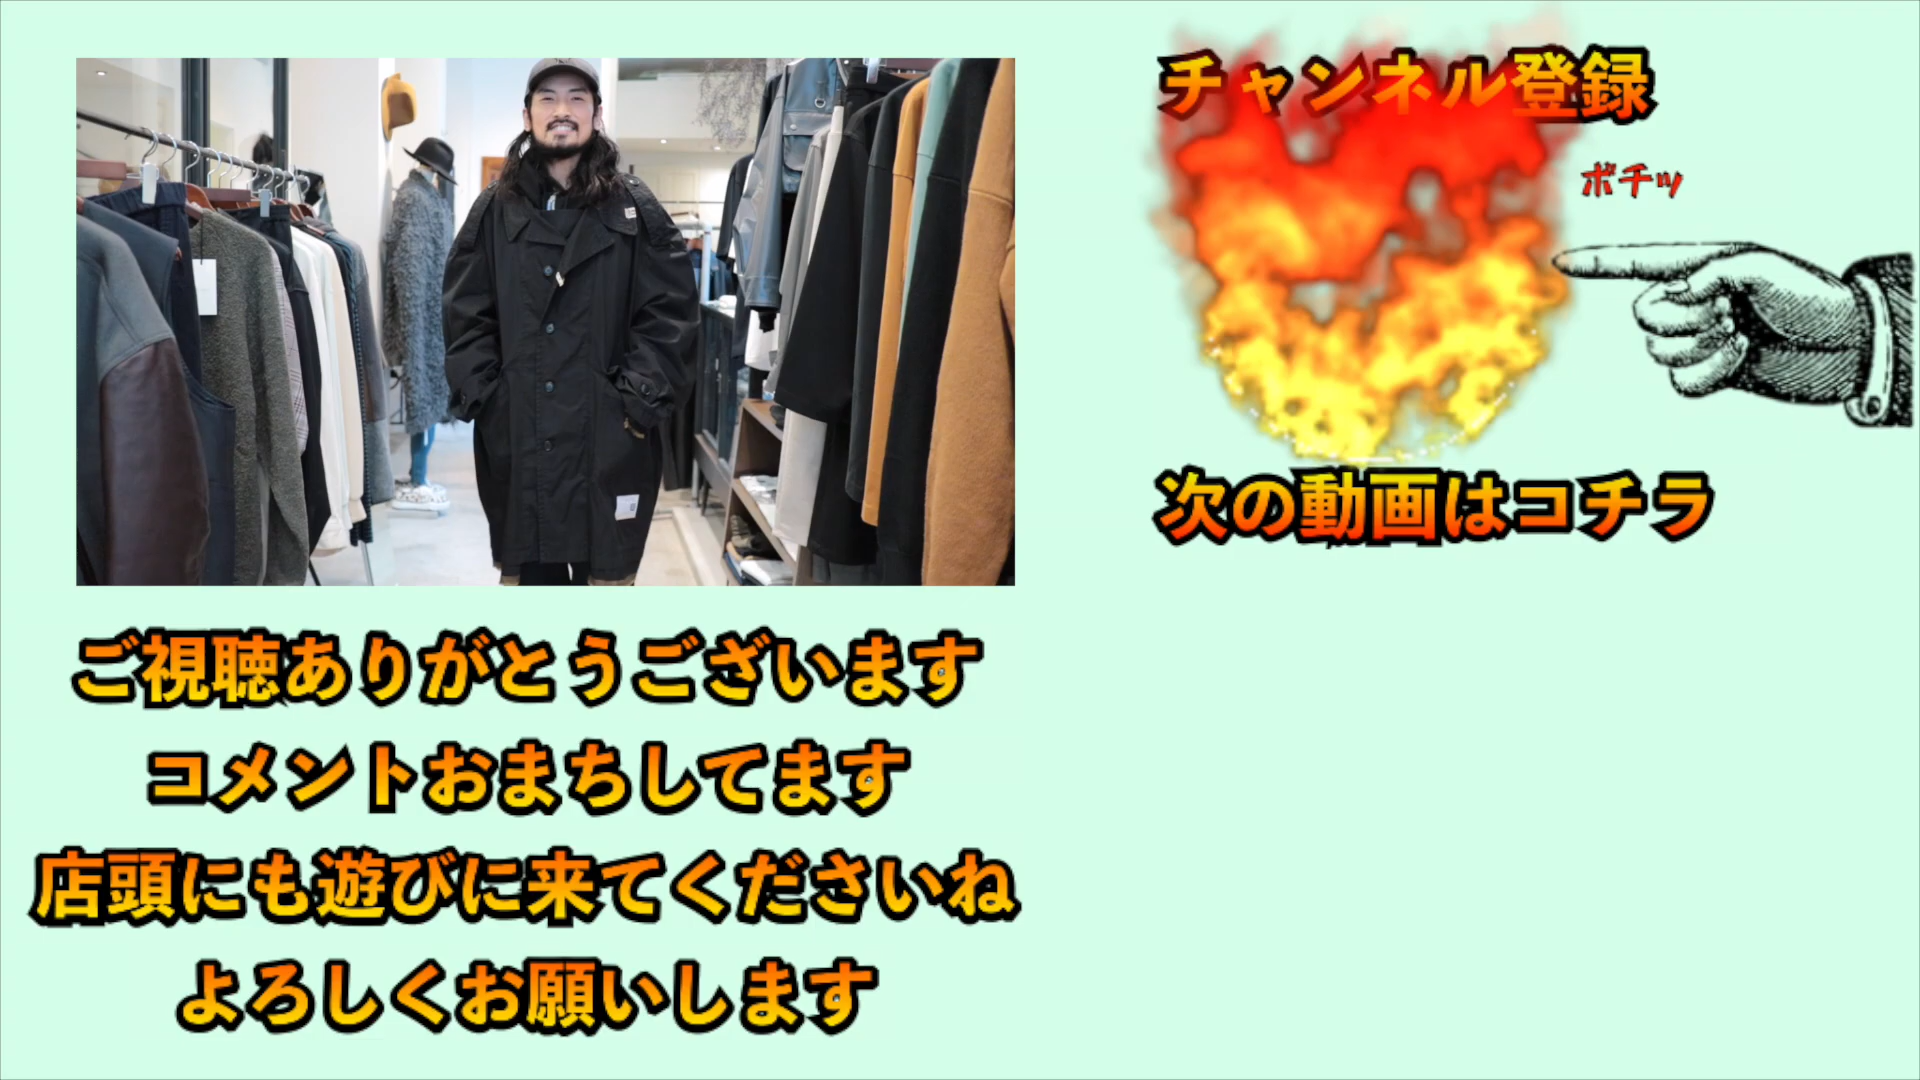 チャンネル登録
ポチッ
次の動画はコチラ
ご視聴ありがとうございます
コメントおまちしてます
店頭にも遊びに来てくださいね
よろしくお願いします